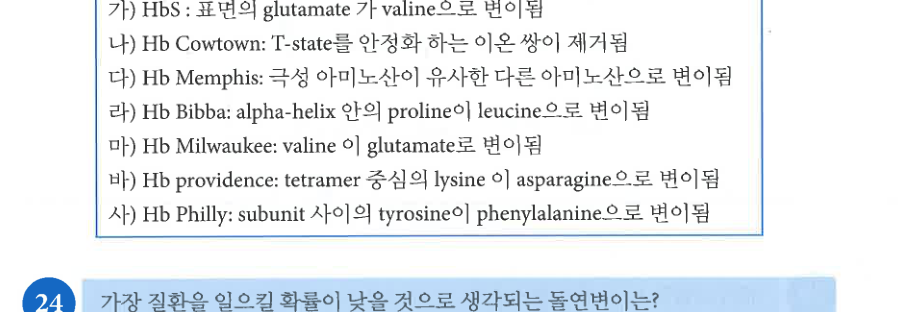 가) HbS : 표면의 glutamate 가 valine으로 변이됨
나) Hb Cowtown: T-state를 안정화 하는 이온 쌍이 제거됨
다) Hb Memphis: 극성 아미노산이 유사한 다른 아미노산으로 변이됨
라) Hb Bibba: alpha-helix 안의 proline이 leucine으로 변이됨
마) Hb Milwaukee: valine 이 glutamate로 변이됨
바) Hb providence: tetramer 중심의 lysine 이 asparagine으로 변이됨
사) Hb Philly: subunit 사이의 tyrosine이 phenylalanine으로 변이됨
24 가장 질환을 일으킬 확률이 낮을 것으로 생각되는 돌연변이는?